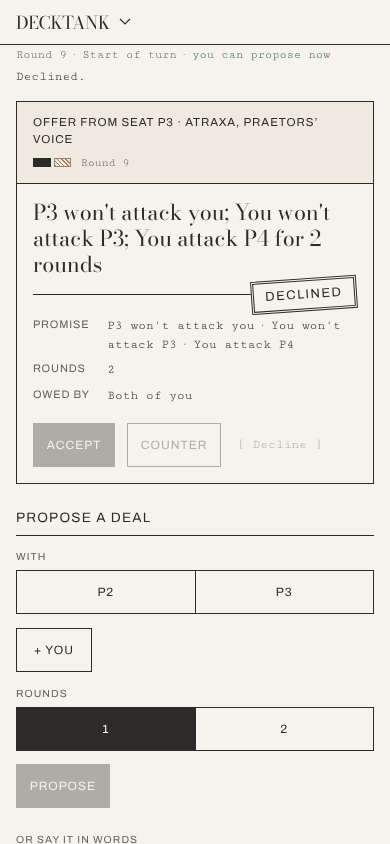 DECKTANK
Round 9 · Start of turn · you can propose now
Declined.
OFFER FROM SEAT P3 · ATRAXA, PRAETORS’
VOICE
Round 9
P3 won't attack you; You won't
attack P3; You attack P4 for 2
rounds
DECLINED
PROMISE P3 won't attack you · You won't
attack P3 · You attack P4
ROUNDS 2
OWED BY Both of you
ACCEPT COUNTER [ Decline ]
PROPOSE A DEAL
WITH
P2 P3
+ YOU
ROUNDS
1 2
PROPOSE
OR SAY IT IN WORDS